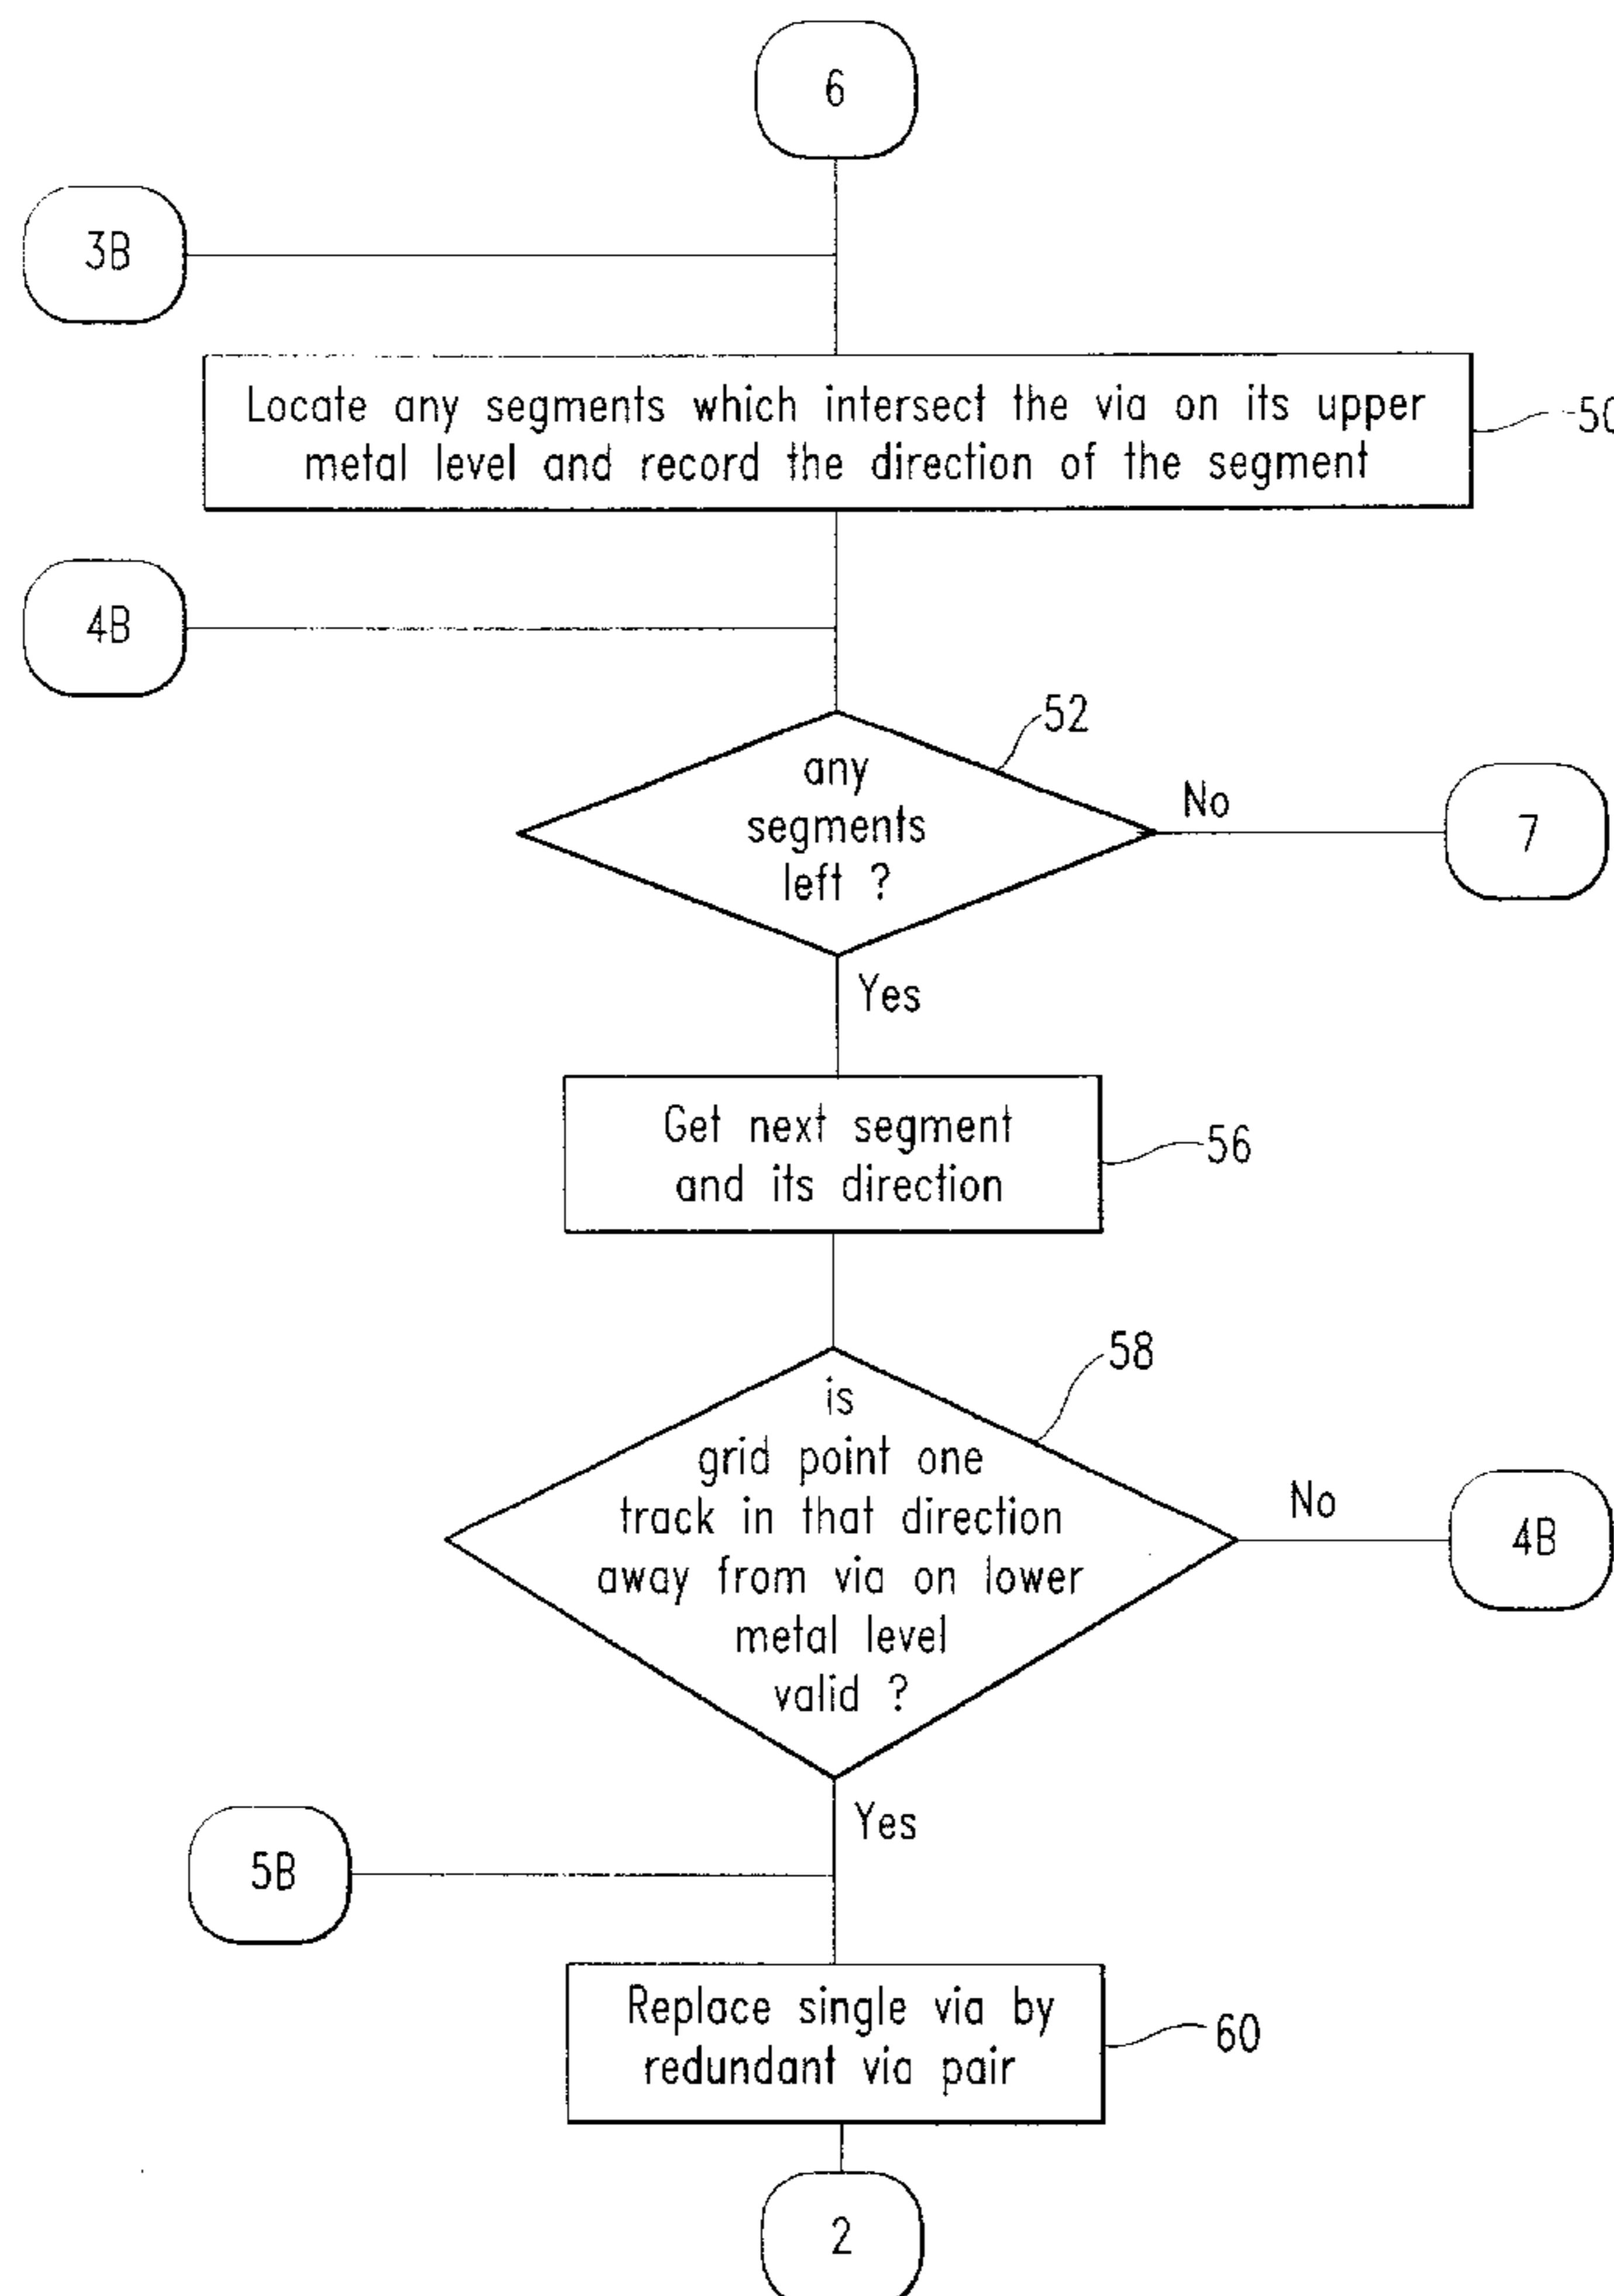 6
3B
Locate any segments which intersect the via on its upper
metal level and record the direction of the segment
50
4B
52
any
segments
left ?
No
7
Yes
Get next segment
and its direction
56
58
is
grid point one
track in that direction
away from via on lower
metal level
valid ?
No
4B
Yes
5B
Replace single via by
redundant via pair
60
2